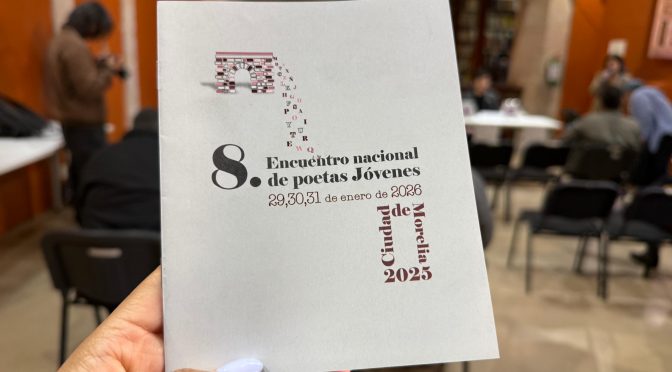 8. Encuentro nacional
de poetas Jóvenes
29,30,31 de enero de 2026
Ciudad
de
Morelia
2025